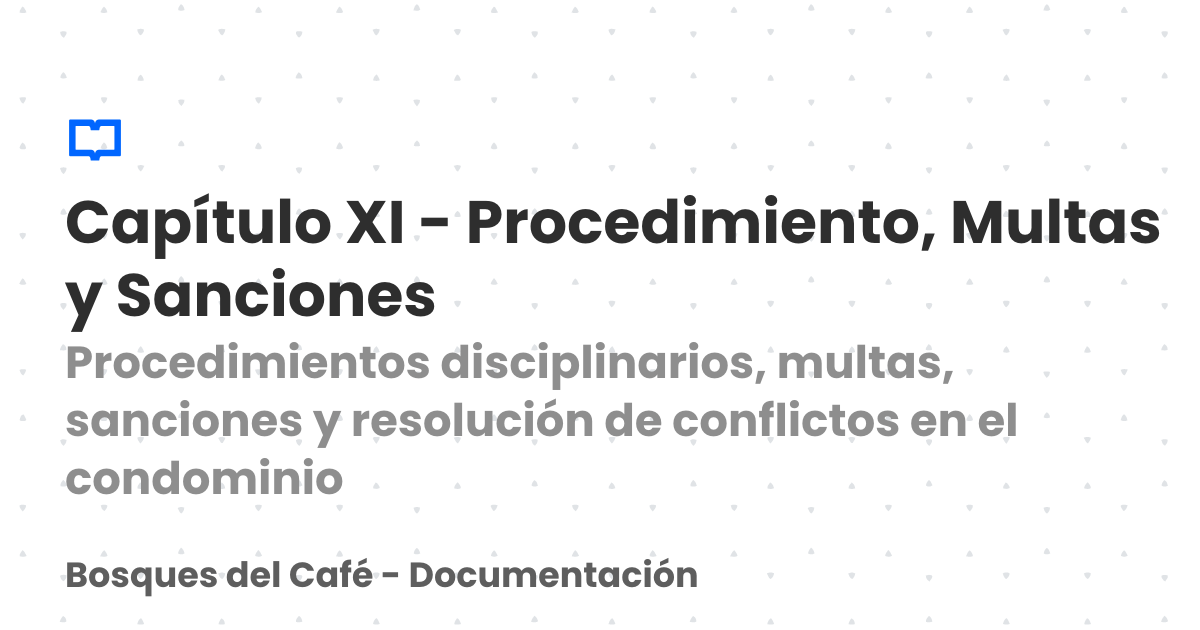 Capítulo XI - Procedimiento, Multas
y Sanciones
Procedimientos disciplinarios, multas,
sanciones y resolución de conflictos en el
condominio
Bosques del Café - Documentación